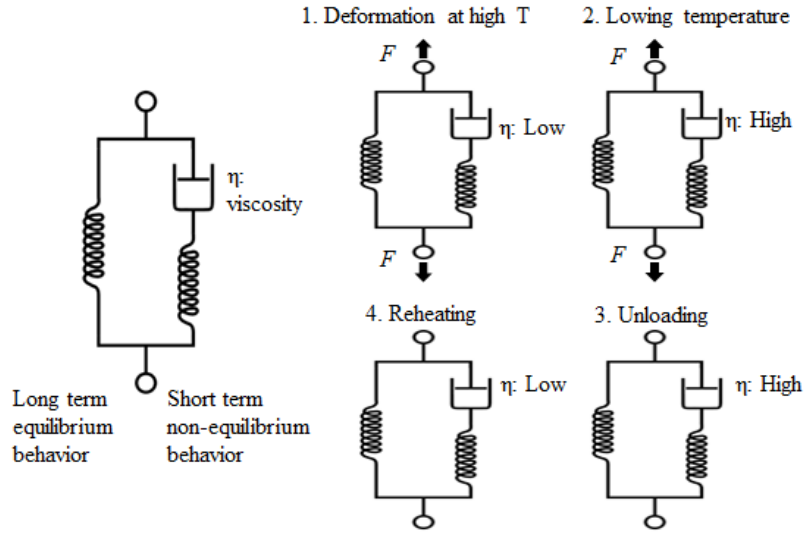 1. Deformation at high T
2. Lowing temperature
F
F
η: Low
η: High
η:
viscosity
F
F
4. Reheating
3. Unloading
η: Low
η: High
Long term
equilibrium
behavior
Short term
non-equilibrium
behavior